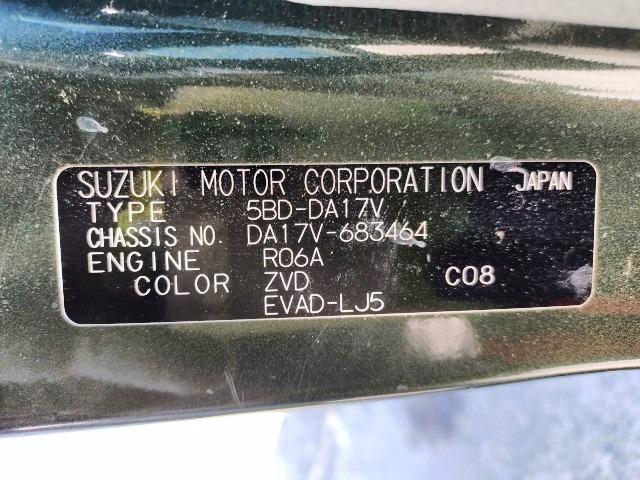 SUZUKI MOTOR CORPORATION JAPAN
TYPE 5BD-DA17V
CHASSIS NO. DA17V-683464
ENGINE R06A
COLOR ZVD C08
EVAD-LJ5